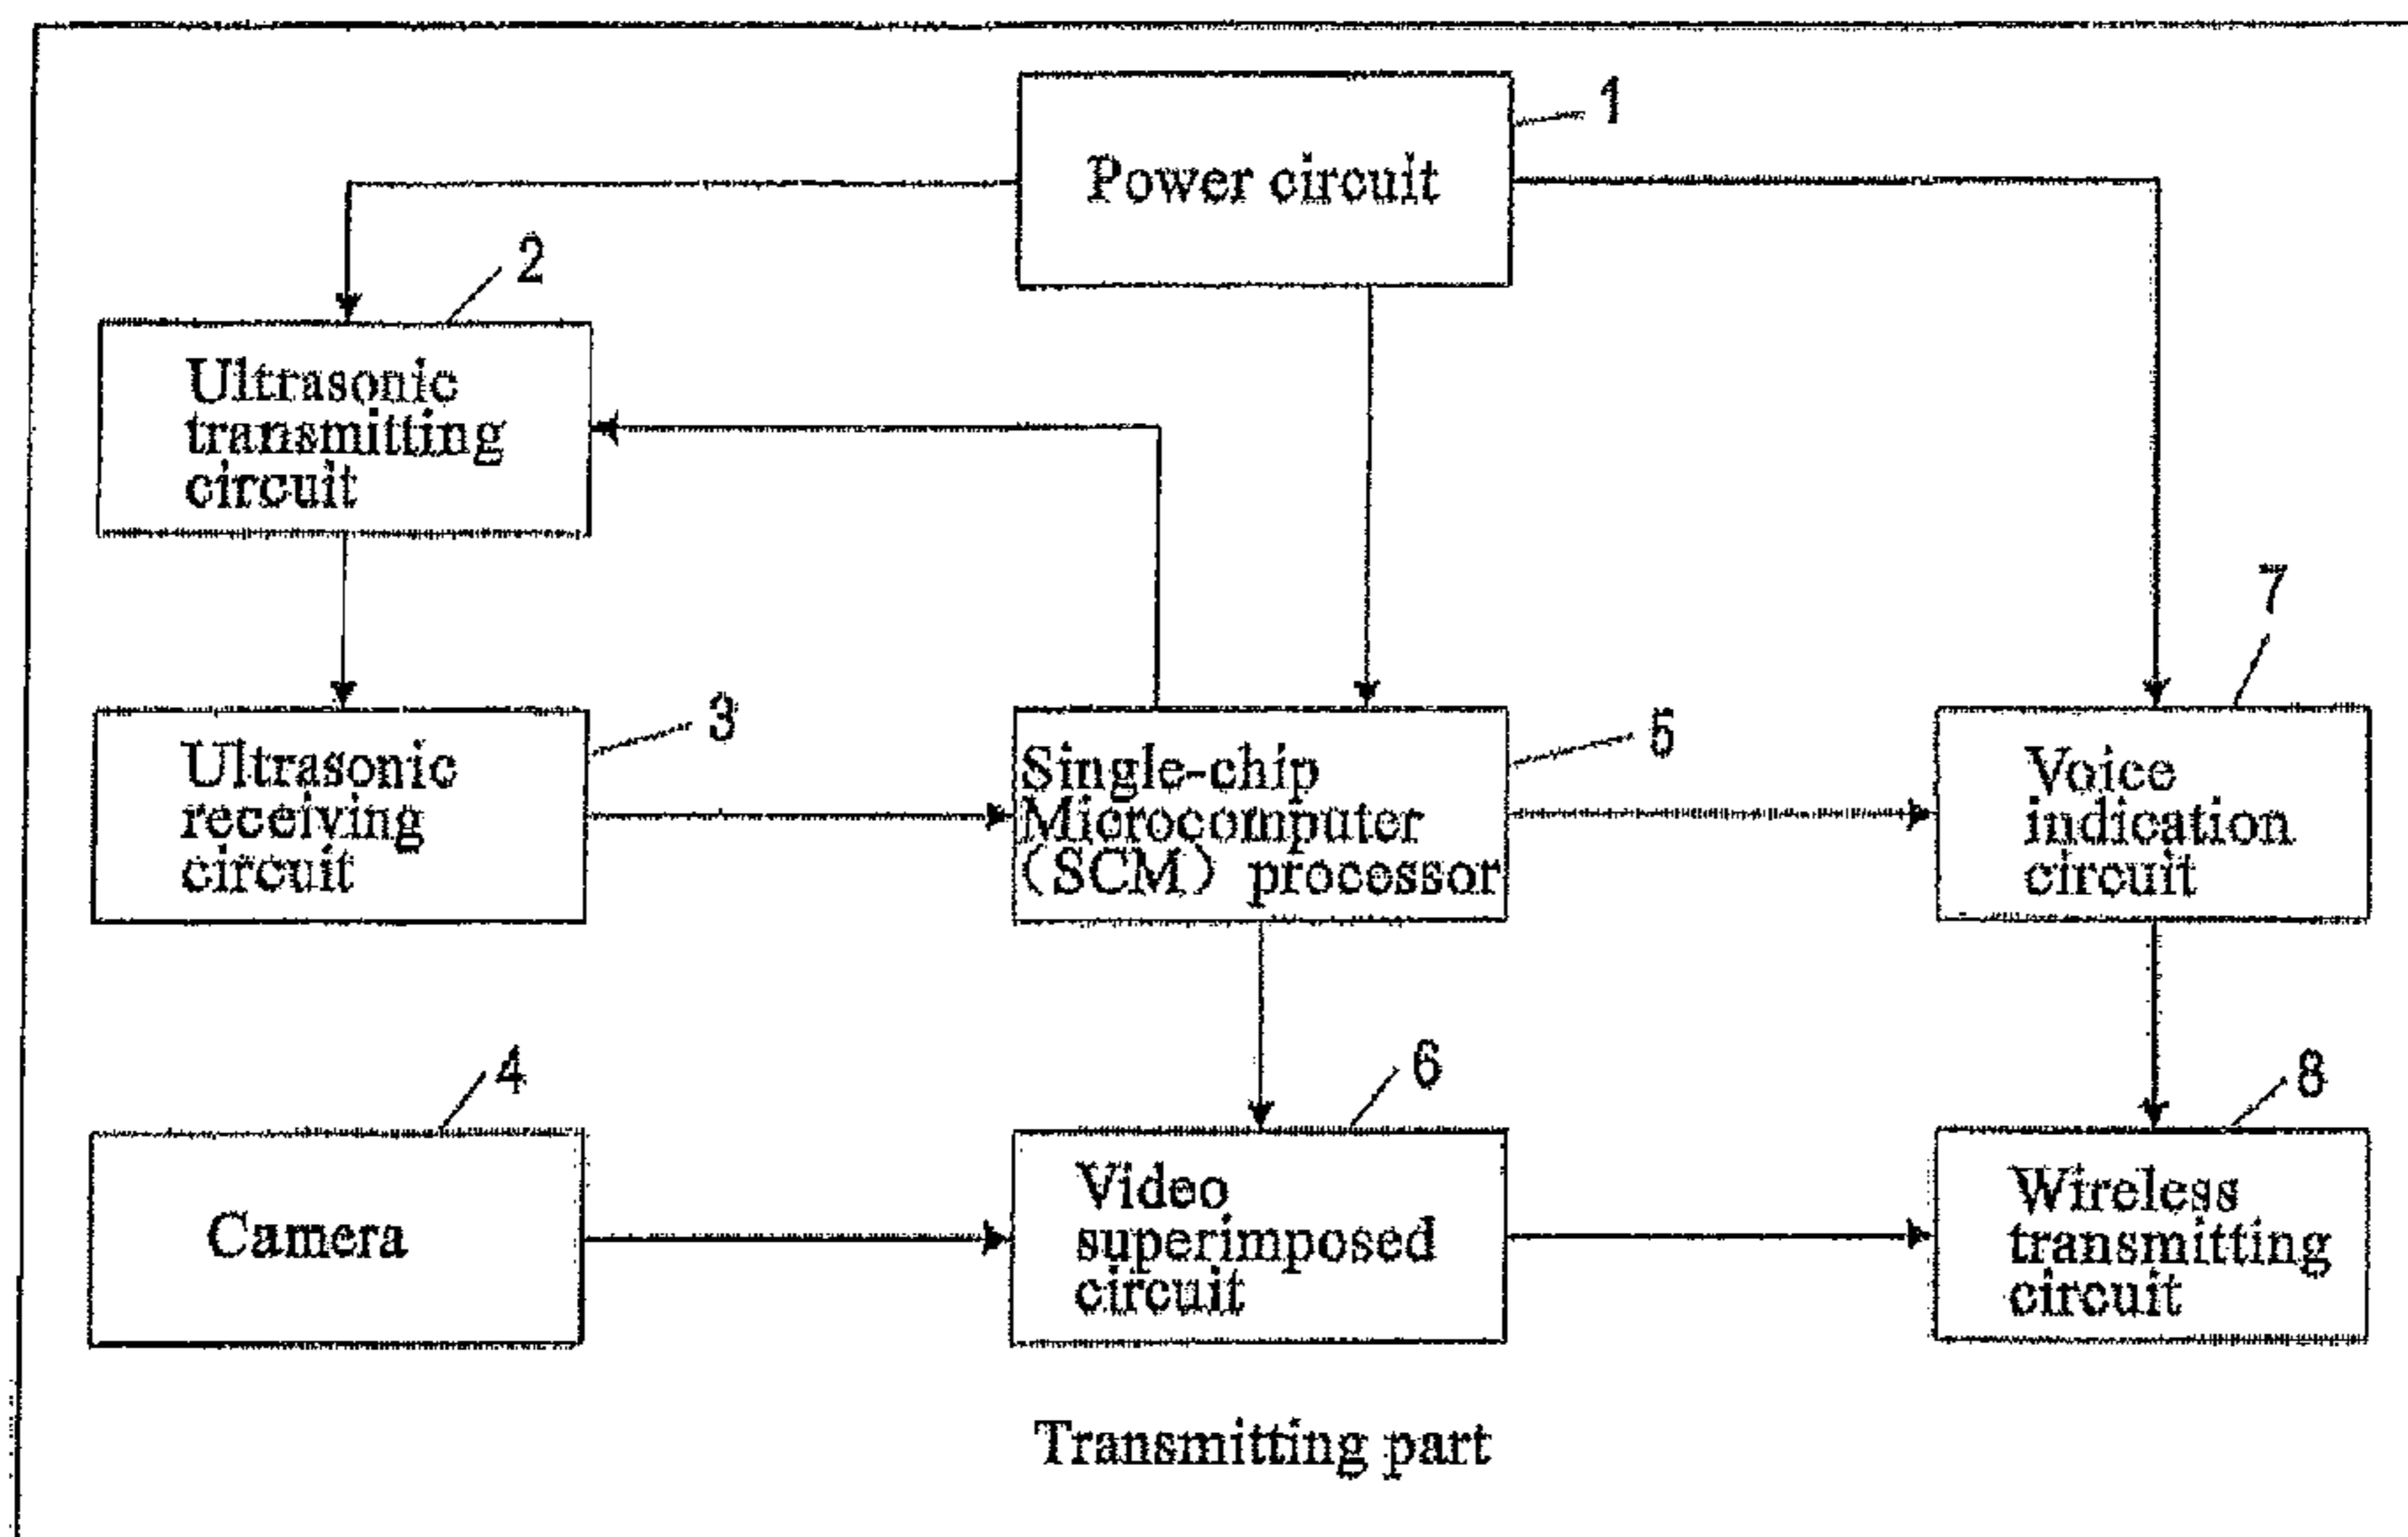 1
Power circuit
2
Ultrasonic
transmitting
circuit
7
3
5
Ultrasonic
receiving
circuit
Single-chip
Microcomputer
（SCM） processor
Voice
indication
circuit
4
6
8
Camera
Video
superimposed
circuit
Wireless
transmitting
circuit
Transmitting part